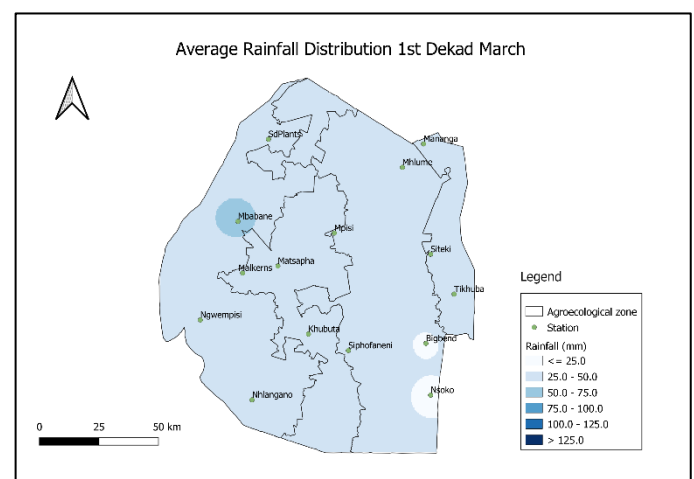 Average Rainfall Distribution 1st Dekad March
SdPlants
Mananga
Mhlume
Mbabane
Mpisi
Siteki
Matsapha
Malkerns
Tikhuba
Ngwempisi
Khubuta
Siphofaneni
Bigbend
Nsoko
Nhlangano
Legend
Agroecological zone
Station
Rainfall (mm)
<= 25.0
25.0 - 50.0
50.0 - 75.0
75.0 - 100.0
100.0 - 125.0
> 125.0
0 25 50 km